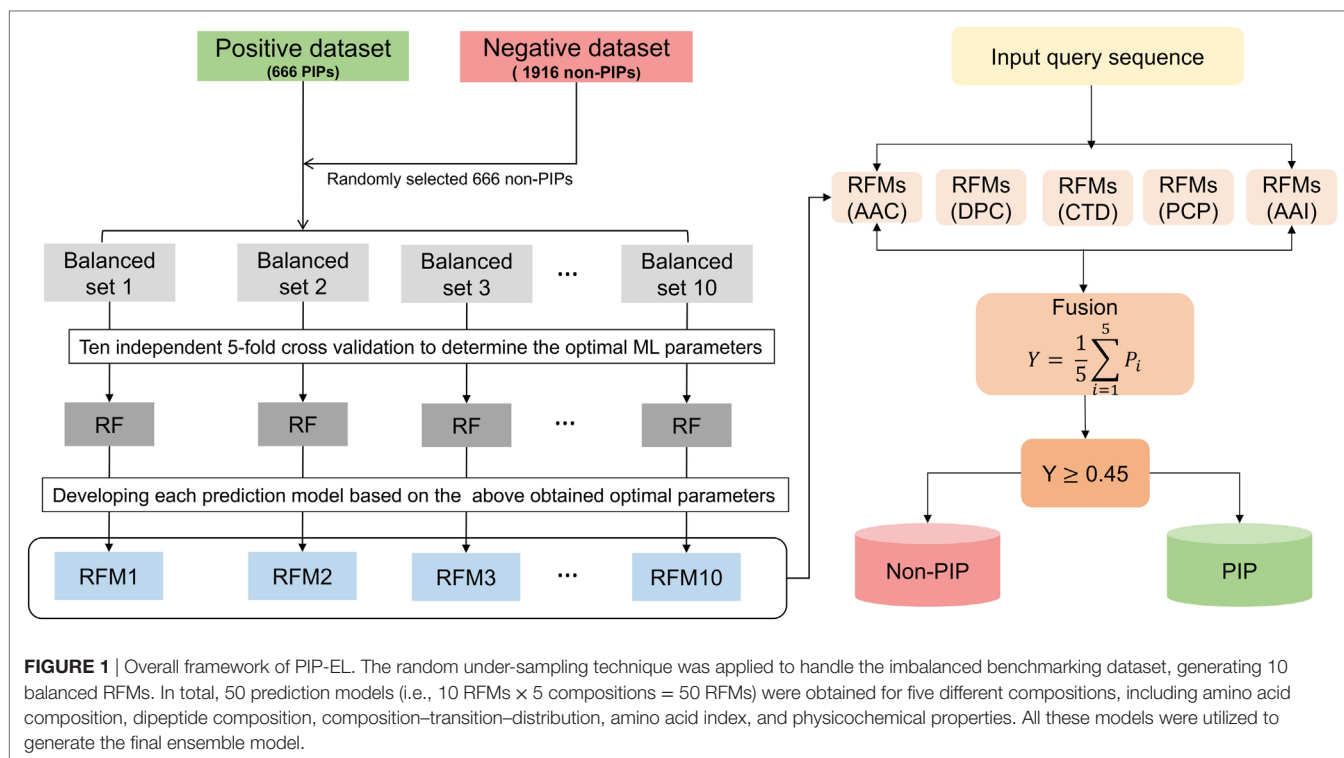 Positive dataset
(666 PIPs)
Negative dataset
( 1916 non-PIPs)
Randomly selected 666 non-PIPs
Balanced
set 1
Balanced
set 2
Balanced
set 3
...
Balanced
set 10
Ten independent 5-fold cross validation to determine the optimal ML parameters
RF
RF
RF
...
RF
Developing each prediction model based on the above obtained optimal parameters
RFM1
RFM2
RFM3
...
RFM10
Input query sequence
RFMs
(AAC)
RFMs
(DPC)
RFMs
(CTD)
RFMs
(PCP)
RFMs
(AAI)
Fusion
Y = 1/5 ∑_{i=1}^{5} P_i
Y ≥ 0.45
Non-PIP
PIP
FIGURE 1 | Overall framework of PIP-EL. The random under-sampling technique was applied to handle the imbalanced benchmarking dataset, generating 10
balanced RFMs. In total, 50 prediction models (i.e., 10 RFMs × 5 compositions = 50 RFMs) were obtained for five different compositions, including amino acid
composition, dipeptide composition, composition–transition–distribution, amino acid index, and physicochemical properties. All these models were utilized to
generate the final ensemble model.